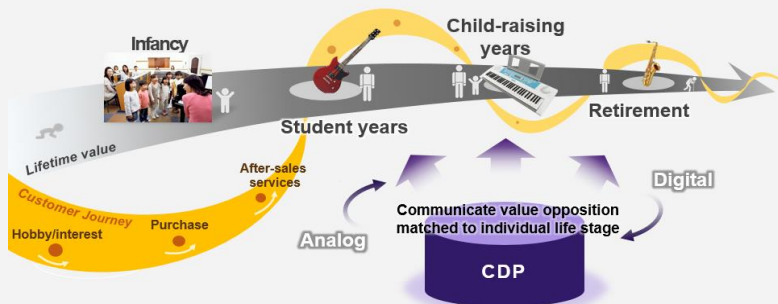 Infancy
Child-raising
years
Student years
Retirement
Lifetime value
After-sales
services
Customer Journey
Purchase
Hobby/interest
Analog
Digital
Communicate value opposition
matched to individual life stage
CDP